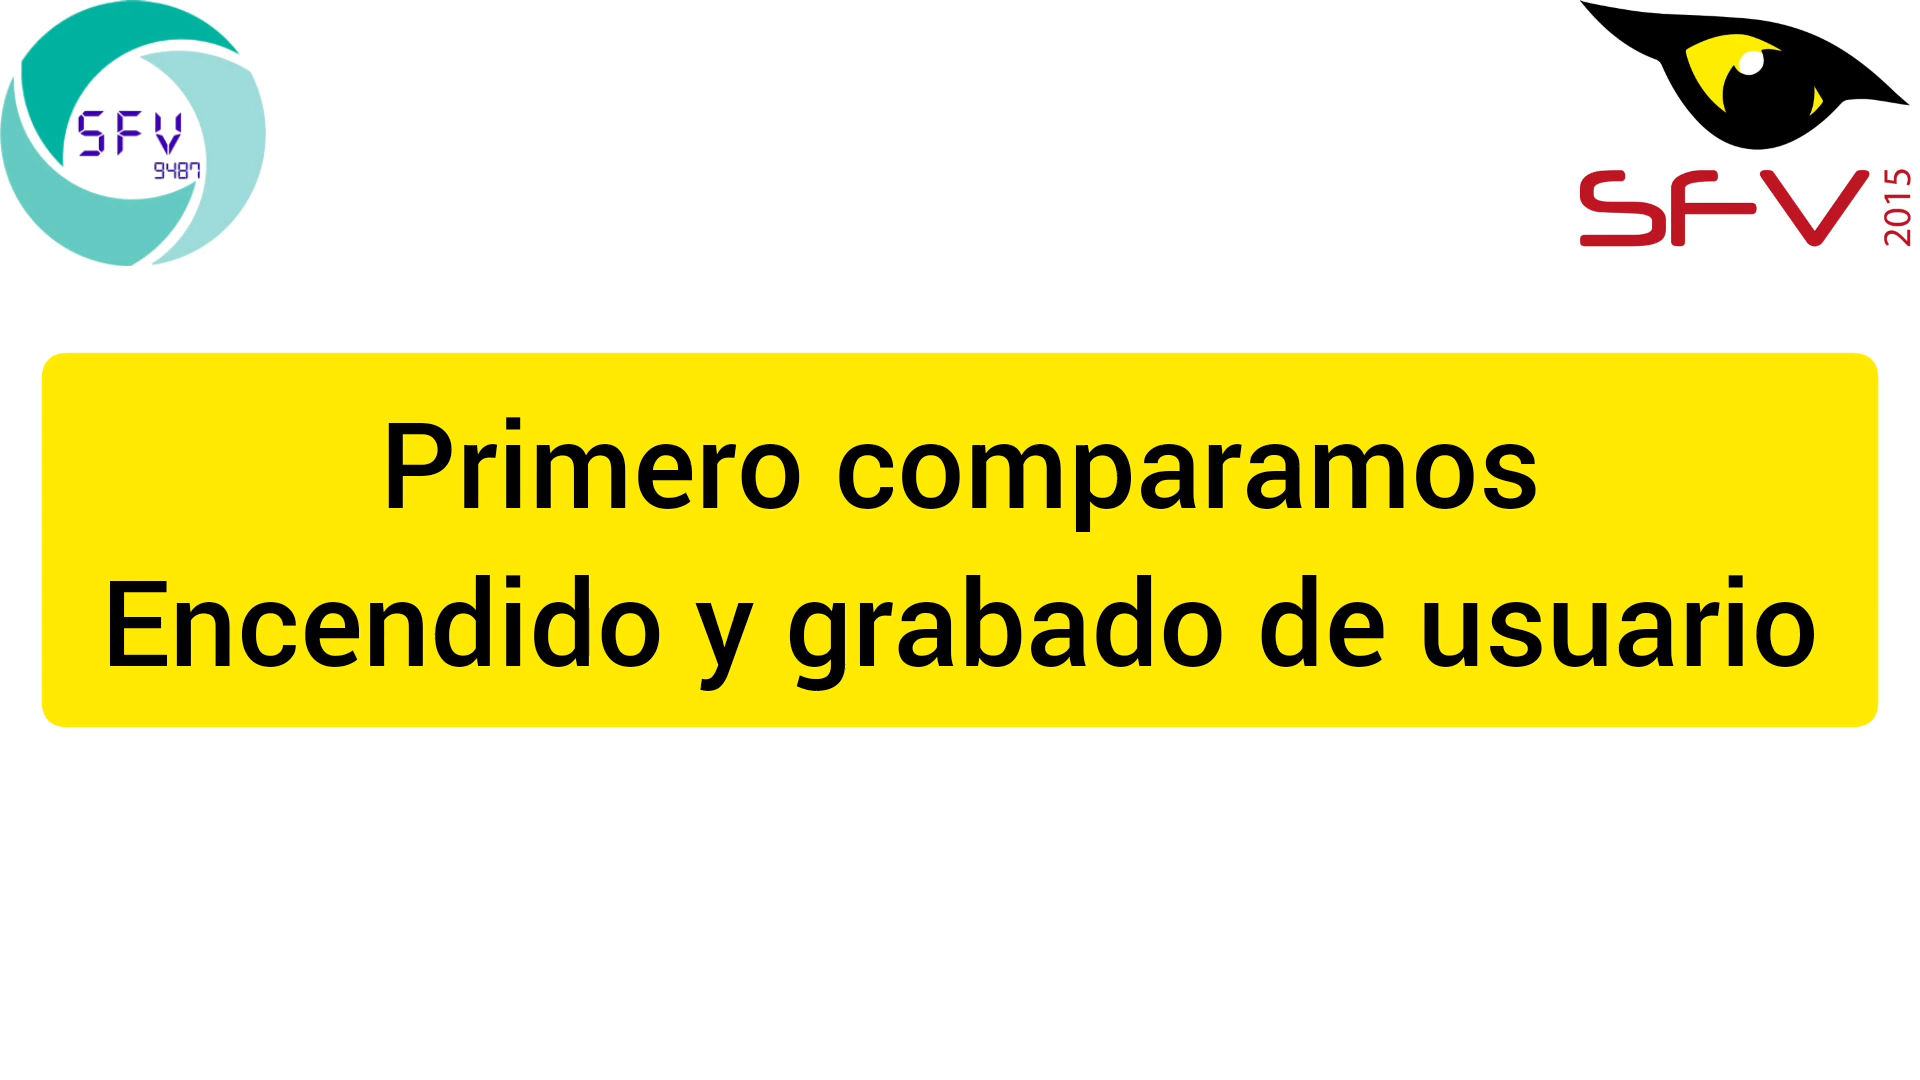 SFV
9487
SFV 2015
Primero comparamos
Encendido y grabado de usuario